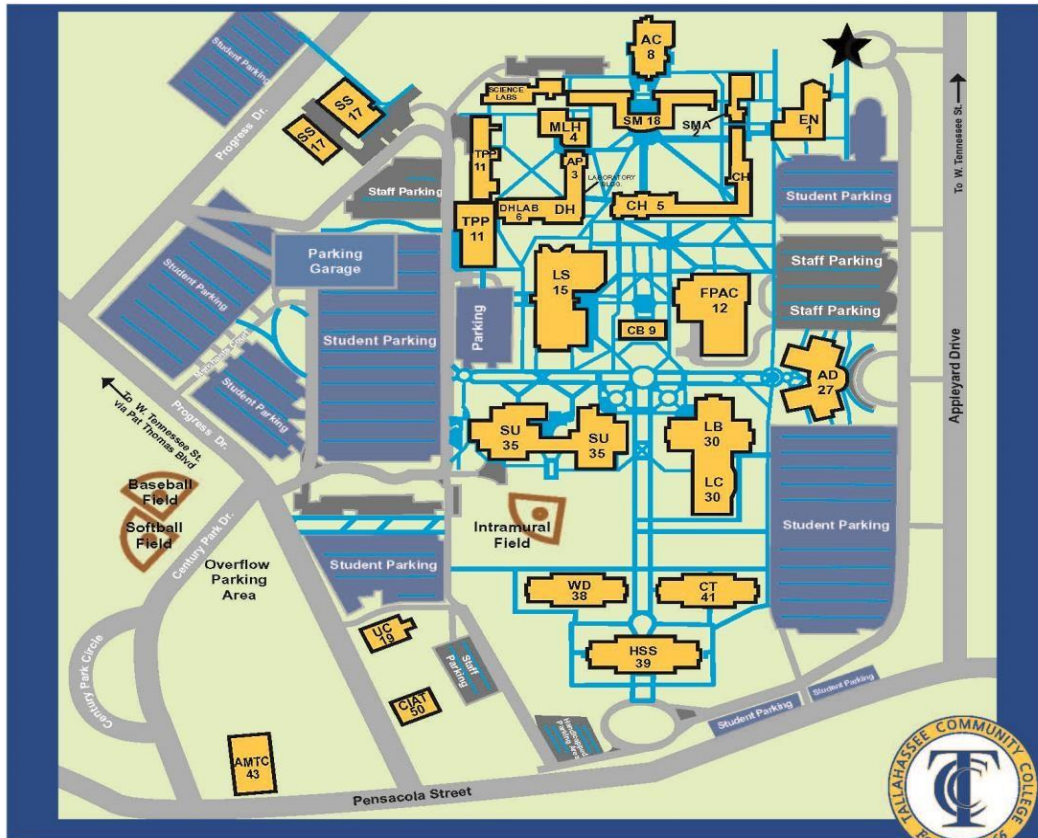 AC
8
Student Parking
To W. Tennessee St.
SCIENCE LABS
SS
17
SS
17
Progress Dr.
SM 18
SMA
2
EN
1
MLH
4
TPP
11
AP
3
LABORATORY
BLDG.
CH
Staff Parking
Student Parking
DHLAB
6
DH
CH 5
TPP
11
Parking
Garage
Student Parking
LS
15
FPAC
12
Staff Parking
Staff Parking
Parking
CB 9
Student Parking
AD
27
Appleyard Drive
Student Parking
To W. Tennessee St.
via Pat Thomas Blvd
Progress Dr.
SU
35
SU
35
LB
30
LC
30
Baseball
Field
Softball
Field
Century Park Dr.
Intramural
Field
Student Parking
Overflow
Parking
Area
Student Parking
WD
38
CT
41
UC
19
Staff
Parking
HSS
39
Century Park Circle
CIAT
50
Student Parking
Student Parking
Handicapped
Parking Area
AMTC
43
Pensacola Street
TALLAHASSEE COMMUNITY COLLEGE
TCC